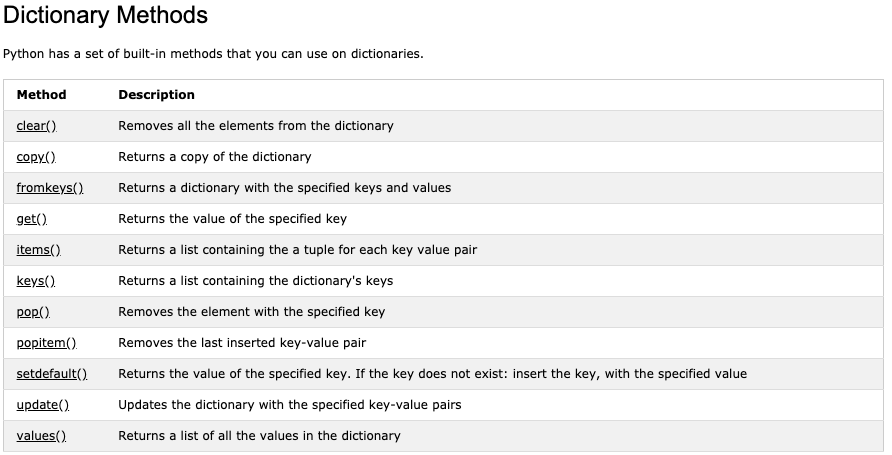 Dictionary Methods
Python has a set of built-in methods that you can use on dictionaries.
Method Description
clear() Removes all the elements from the dictionary
copy() Returns a copy of the dictionary
fromkeys() Returns a dictionary with the specified keys and values
get() Returns the value of the specified key
items() Returns a list containing the a tuple for each key value pair
keys() Returns a list containing the dictionary's keys
pop() Removes the element with the specified key
popitem() Removes the last inserted key-value pair
setdefault() Returns the value of the specified key. If the key does not exist: insert the key, with the specified value
update() Updates the dictionary with the specified key-value pairs
values() Returns a list of all the values in the dictionary